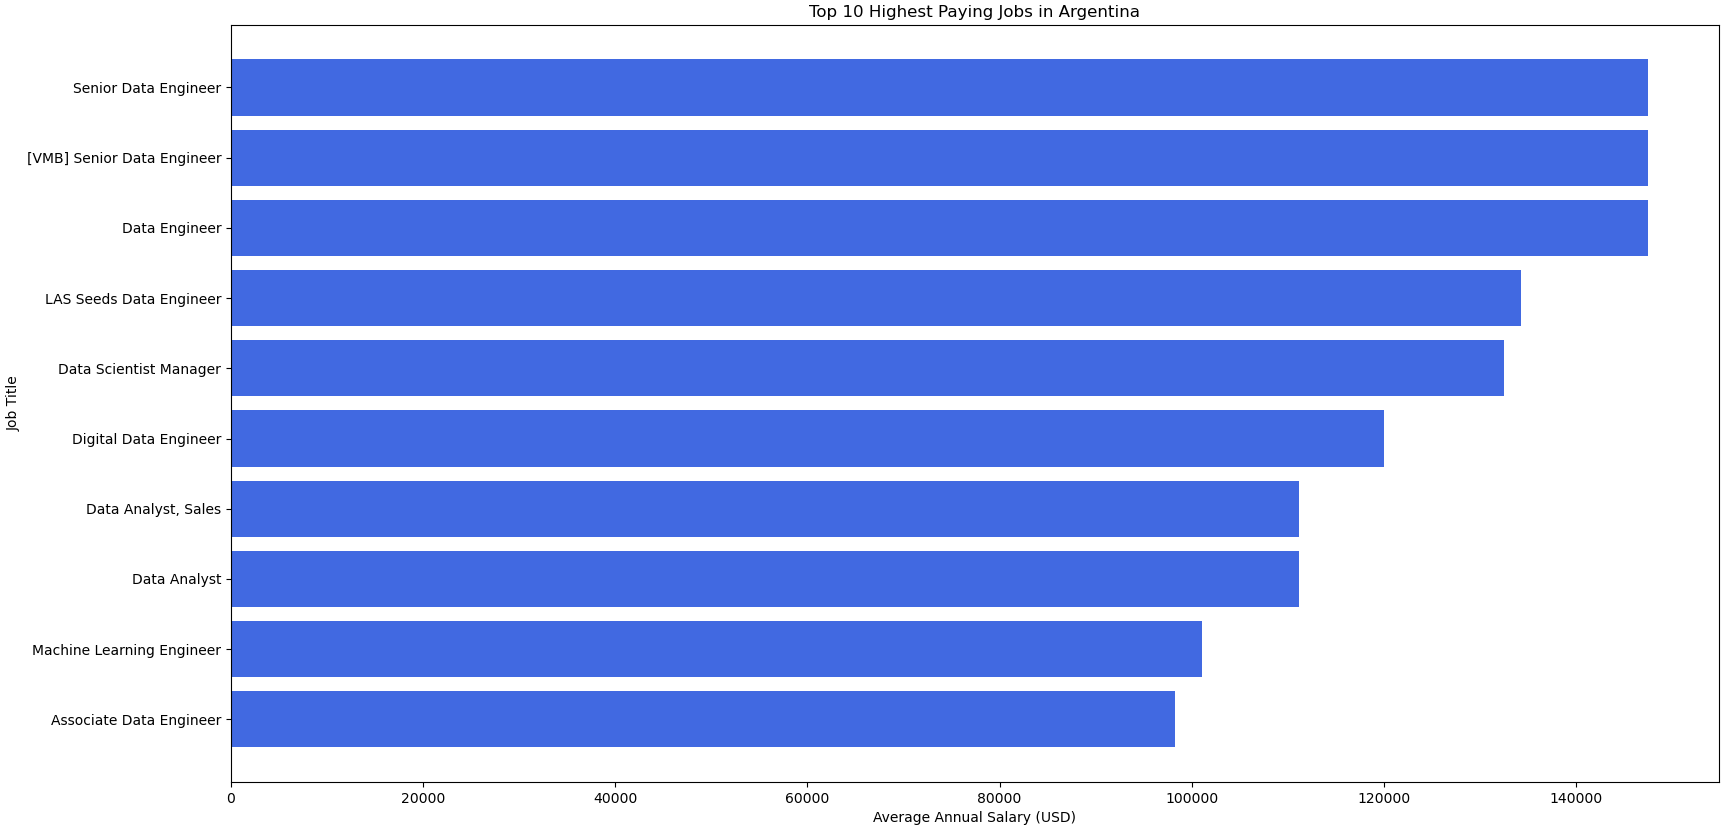 Top 10 Highest Paying Jobs in Argentina
Job Title
Senior Data Engineer
[VMB] Senior Data Engineer
Data Engineer
LAS Seeds Data Engineer
Data Scientist Manager
Digital Data Engineer
Data Analyst, Sales
Data Analyst
Machine Learning Engineer
Associate Data Engineer
0 20000 40000 60000 80000 100000 120000 140000
Average Annual Salary (USD)